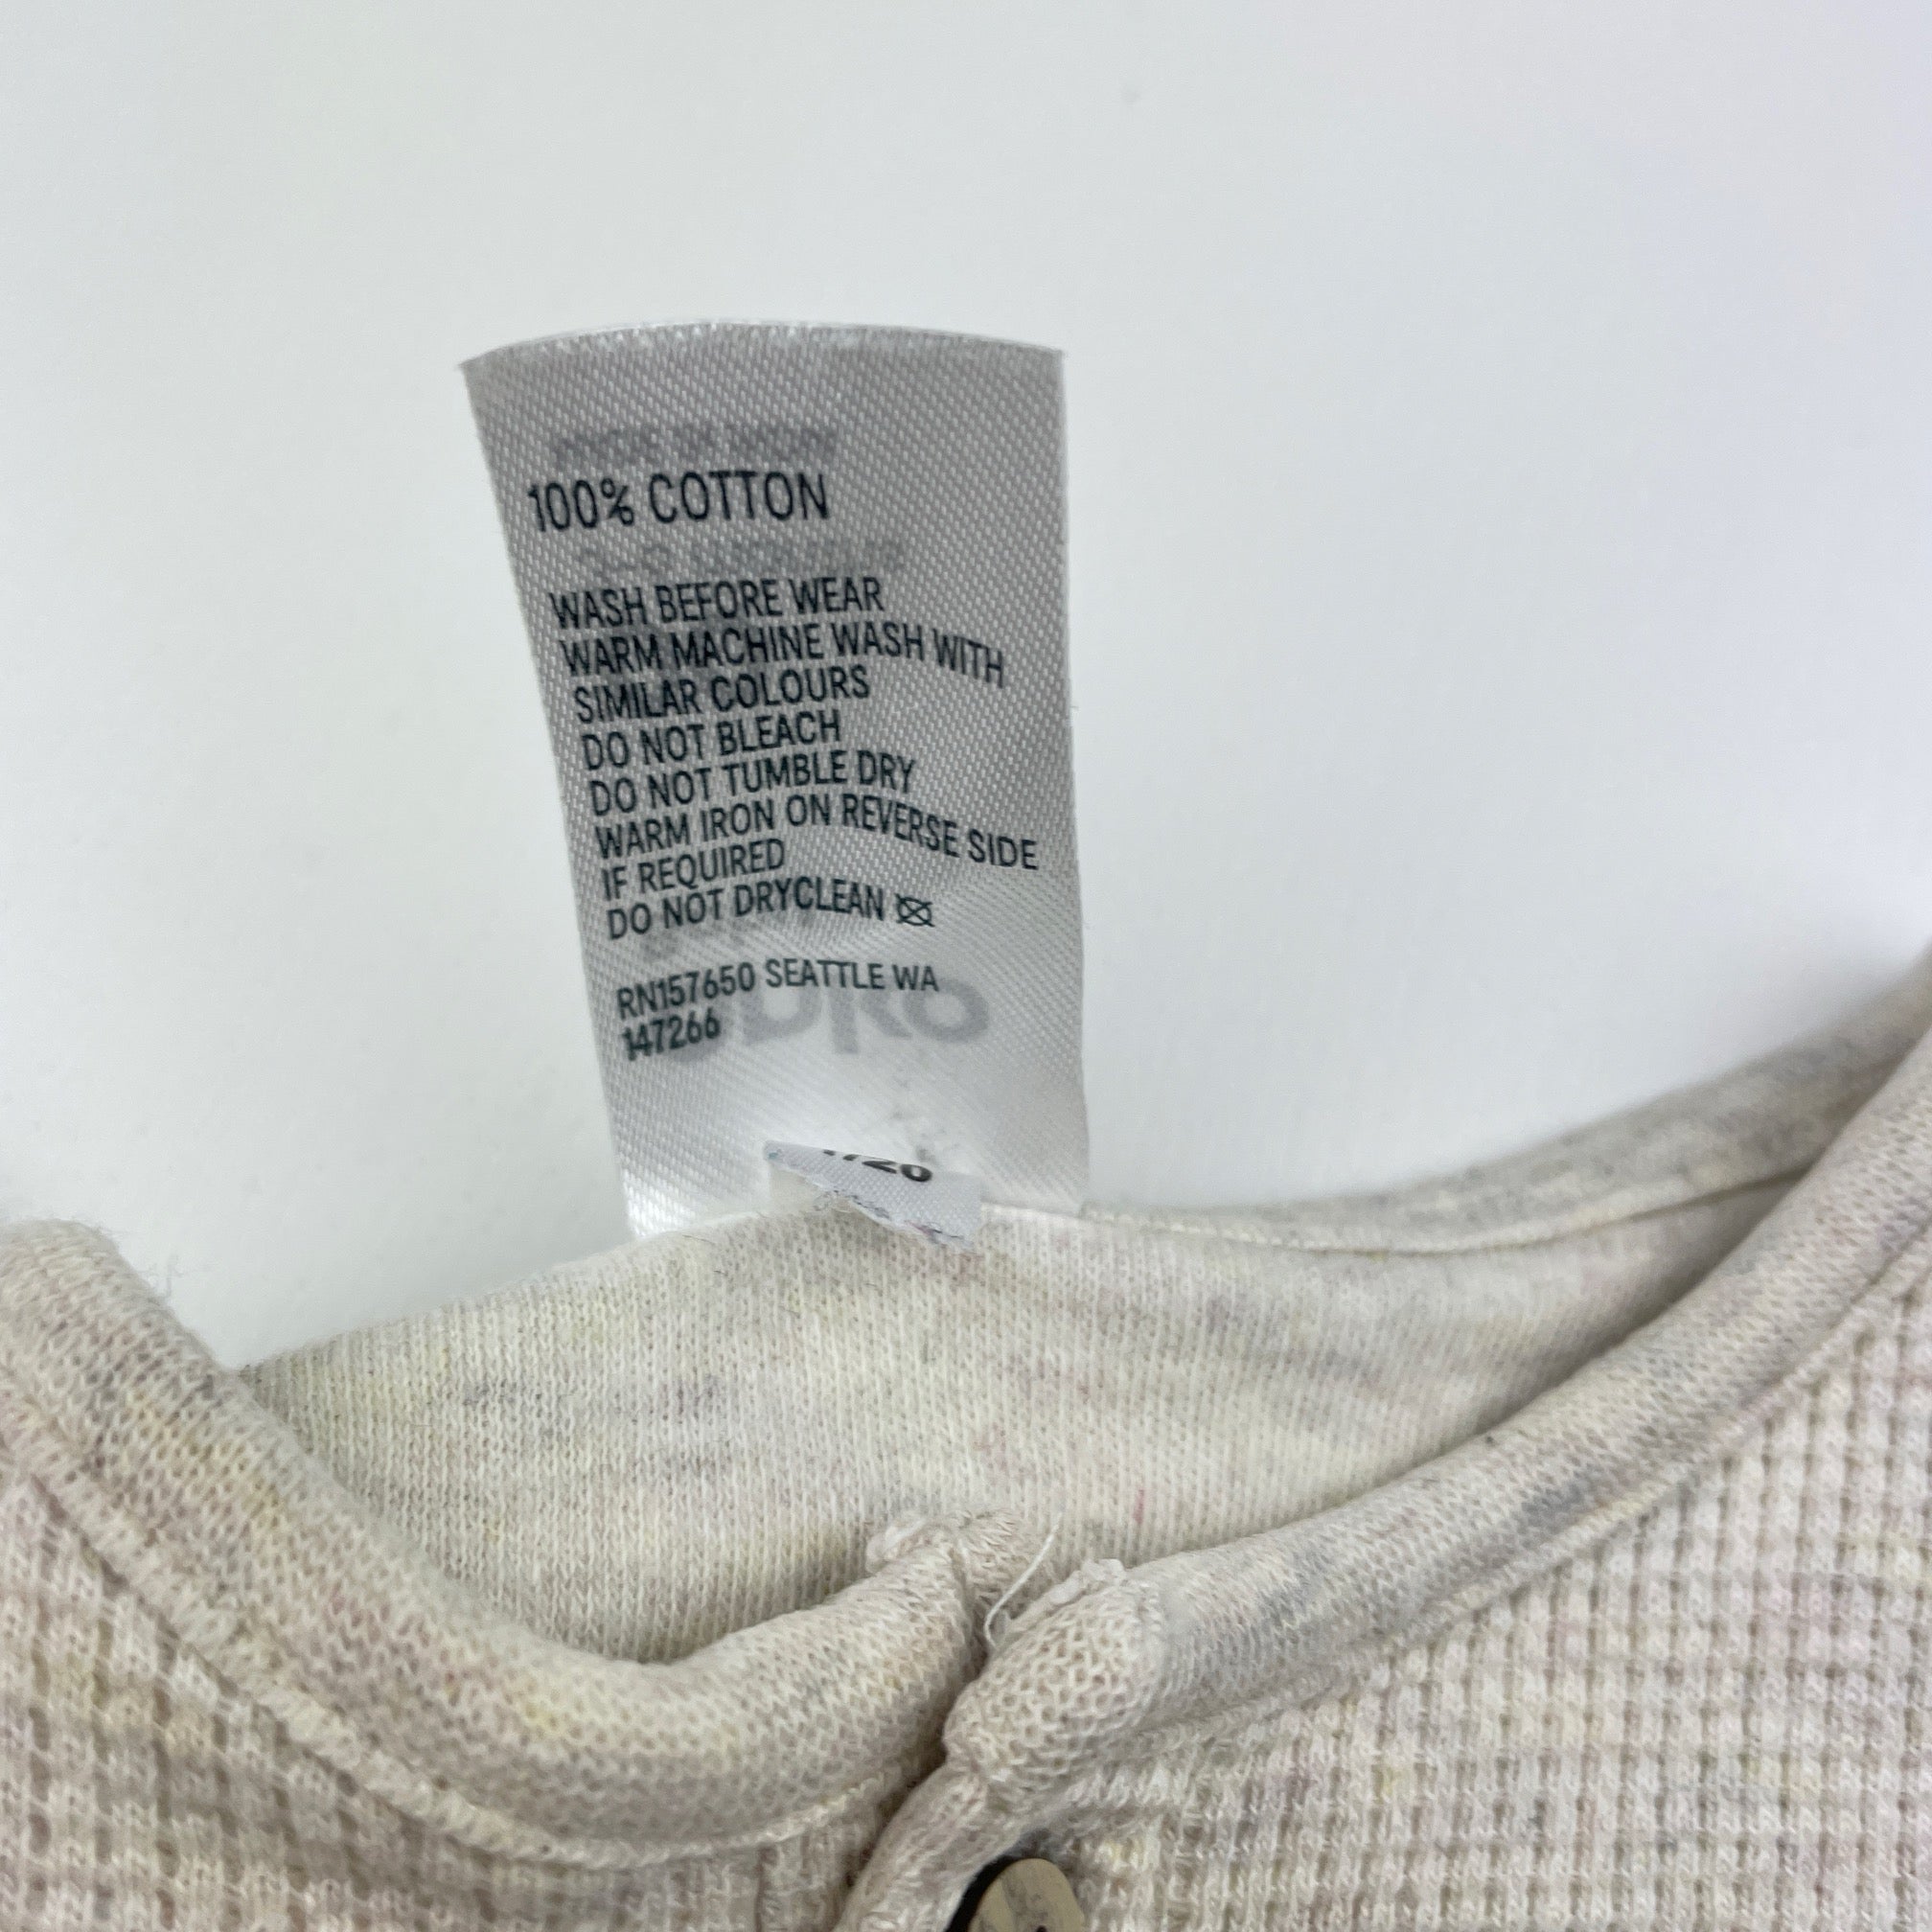 100% COTTON
WASH BEFORE WEAR
WARM MACHINE WASH WITH
SIMILAR COLOURS
DO NOT BLEACH
DO NOT TUMBLE DRY
WARM IRON ON REVERSE SIDE
IF REQUIRED
DO NOT DRYCLEAN
RN157650 SEATTLE WA
147266